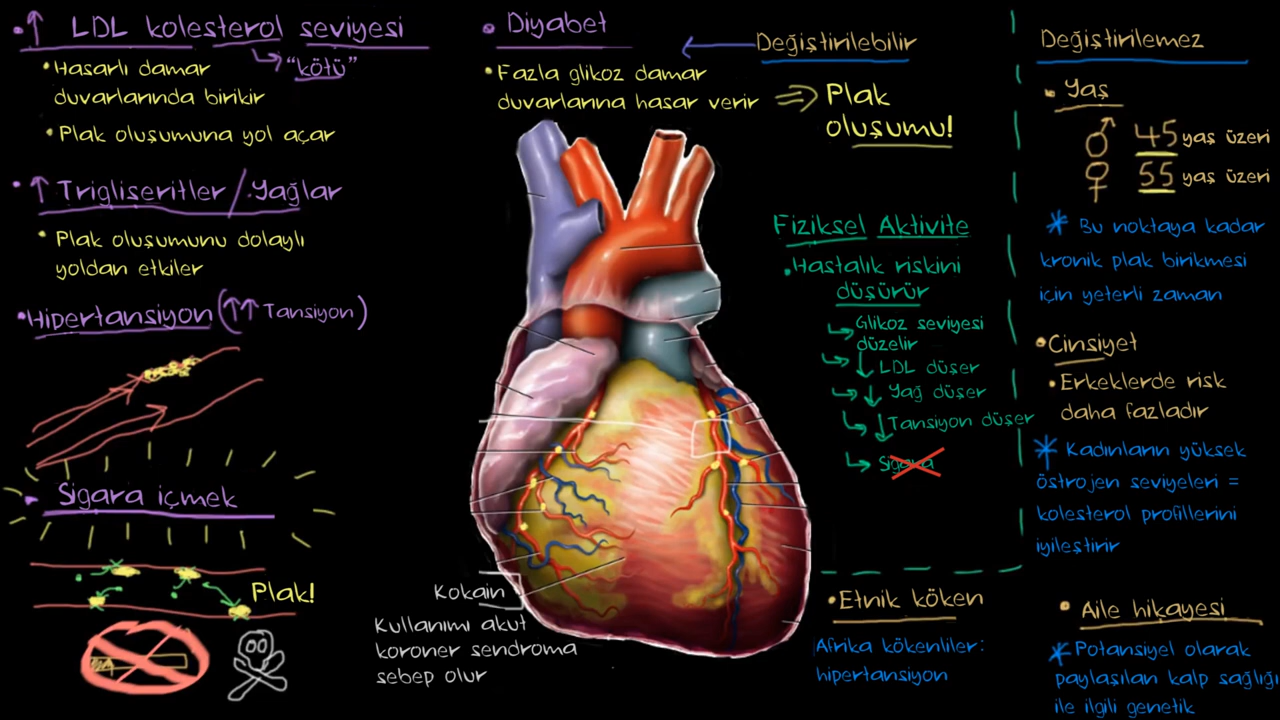 • ↑ LDL kolesterol seviyesi
↳ "kötü"
• Hasarlı damar
duvarlarında birikir
• Plak oluşumuna yol açar
• ↑ Trigliseritler / Yağlar
• Plak oluşumunu dolaylı
yoldan etkiler
• Hipertansiyon (↑↑ Tansiyon)
• Sigara içmek
Plak!
• Diyabet
• Fazla glikoz damar
duvarlarına hasar verir
Kokain
Kullanımı akut
koroner sendroma
sebep olur
← Değiştirilebilir
⇒ Plak
oluşumu!
Fiziksel Aktivite
• Hastalık riskini
düşürür
↳ Glikoz seviyesi
düzelir
↳ ↓ LDL düşer
↳ ↓ Yağ düşer
↳ ↓ Tansiyon düşer
↳ Sigara
• Etnik köken
Afrika kökenliler:
hipertansiyon
Değiştirilemez
• Yaş
♂ 45 yaş üzeri
♀ 55 yaş üzeri
* Bu noktaya kadar
kronik plak birikmesi
için yeterli zaman
• Cinsiyet
• Erkeklerde risk
daha fazladır
* Kadınların yüksek
östrojen seviyeleri =
kolesterol profillerini
iyileştirir
• Aile hikayesi
* Potansiyel olarak
paylaşılan kalp sağlığı
ile ilgili genetik